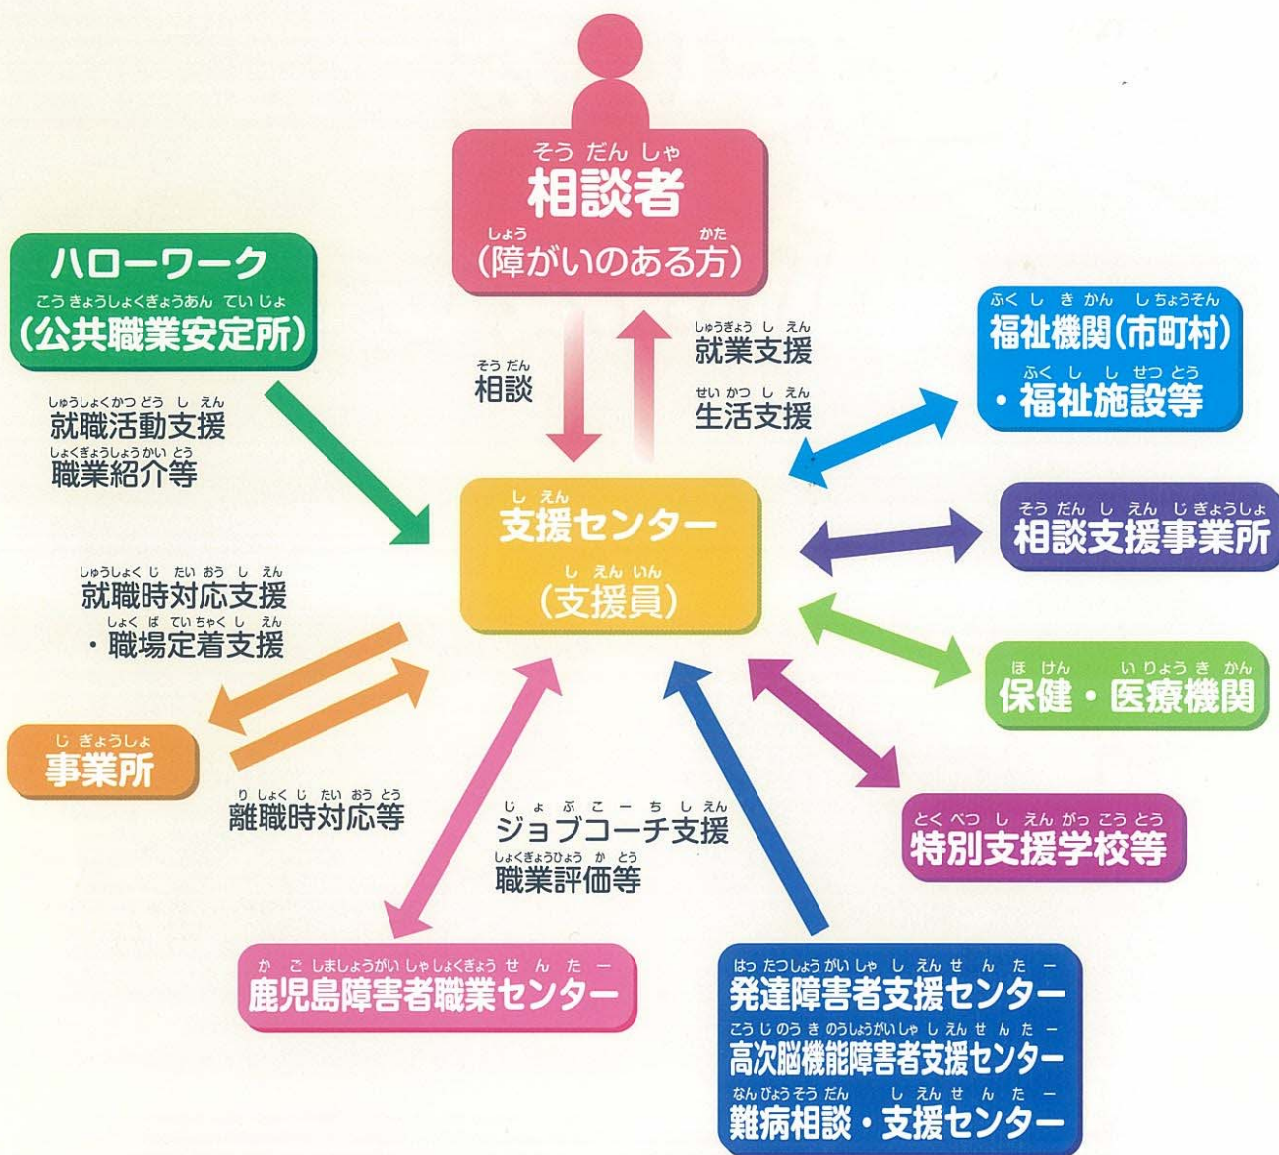 そうだんしゃ
相談者
しょう かた
(障がいのある方)
ハローワーク
こうきょうしょくぎょうあんていじょ
(公共職業安定所)
しゅうしょくかつどうしえん
就職活動支援
しょくぎょうしょうかいとう
職業紹介等
そうだん
相談
しゅうぎょうしえん
就業支援
せいかつしえん
生活支援
ふくしきかん しちょうそん
福祉機関(市町村)
ふくししせつとう
・福祉施設等
しえん
支援センター
しえんいん
(支援員)
そうだんしえんじぎょうしょ
相談支援事業所
しゅうしょくじたいおうしえん
就職時対応支援
しょくばていちゃくしえん
・職場定着支援
ほけん いりょうきかん
保健・医療機関
じぎょうしょ
事業所
りしょくじたいおうとう
離職時対応等
じょぶこーちしえん
ジョブコーチ支援
しょくぎょうひょうかとう
職業評価等
とくべつしえんがっこうとう
特別支援学校等
かごしましょうがいしゃしょくぎょうせんたー
鹿児島障害者職業センター
はったつしょうがいしゃしえんせんたー
発達障害者支援センター
こうじのうきのうしょうがいしゃしえんせんたー
高次脳機能障害者支援センター
なんびょうそうだん しえんせんたー
難病相談・支援センター